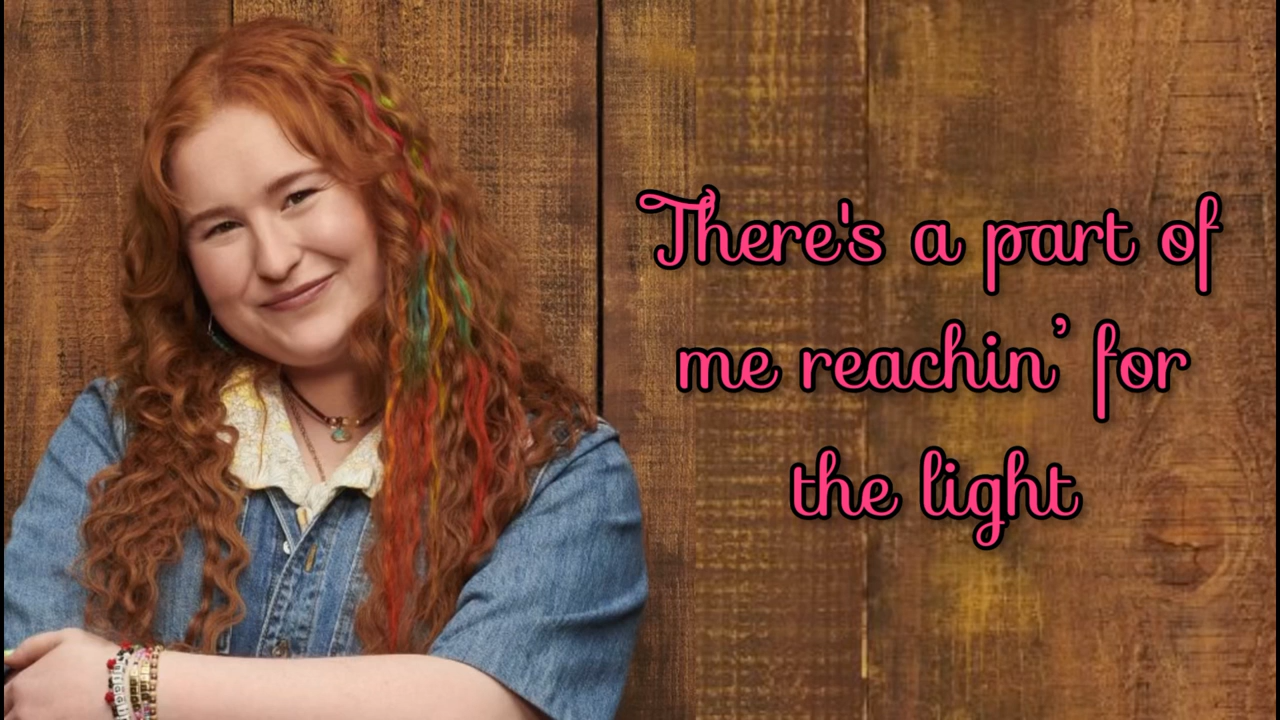 There's a part of
me reachin’ for
the light